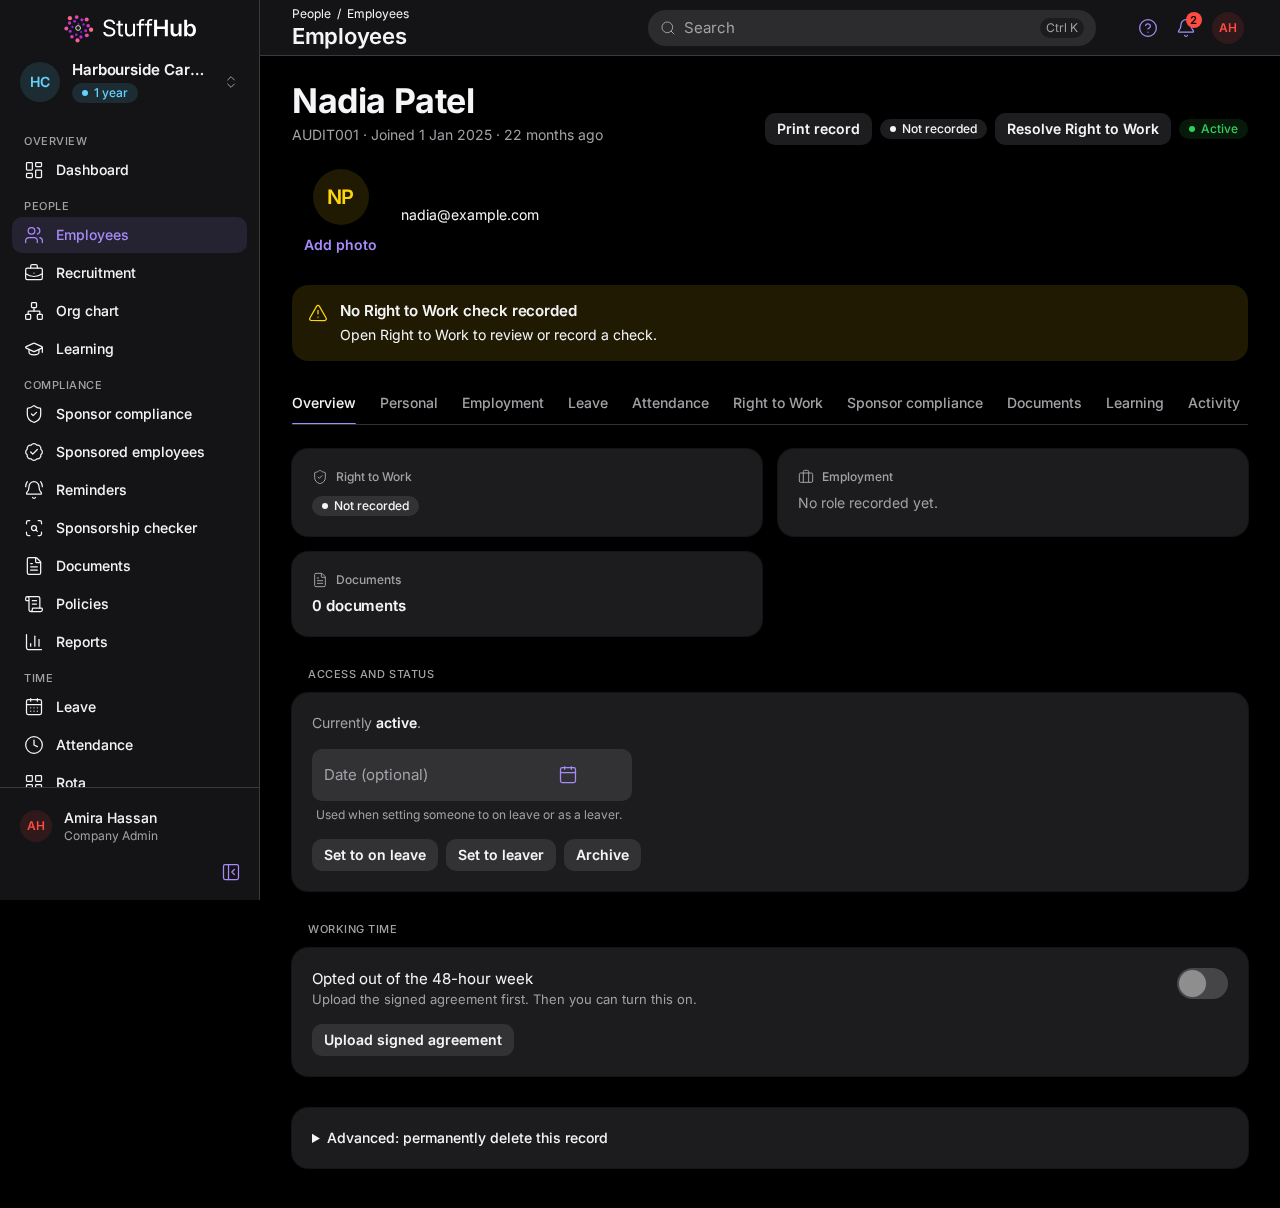 StuffHub
HC
Harbourside Car...
1 year
OVERVIEW
Dashboard
PEOPLE
Employees
Recruitment
Org chart
Learning
COMPLIANCE
Sponsor compliance
Sponsored employees
Reminders
Sponsorship checker
Documents
Policies
Reports
TIME
Leave
Attendance
Rota
AH
Amira Hassan
Company Admin
People / Employees
Employees
Search
Ctrl K
2
AH
Nadia Patel
AUDIT001 · Joined 1 Jan 2025 · 22 months ago
Print record
Not recorded
Resolve Right to Work
Active
NP
nadia@example.com
Add photo
No Right to Work check recorded
Open Right to Work to review or record a check.
Overview Personal Employment Leave Attendance Right to Work Sponsor compliance Documents Learning Activity
Right to Work
Not recorded
Employment
No role recorded yet.
Documents
0 documents
ACCESS AND STATUS
Currently active.
Date (optional)
Used when setting someone to on leave or as a leaver.
Set to on leave
Set to leaver
Archive
WORKING TIME
Opted out of the 48-hour week
Upload the signed agreement first. Then you can turn this on.
Upload signed agreement
Advanced: permanently delete this record